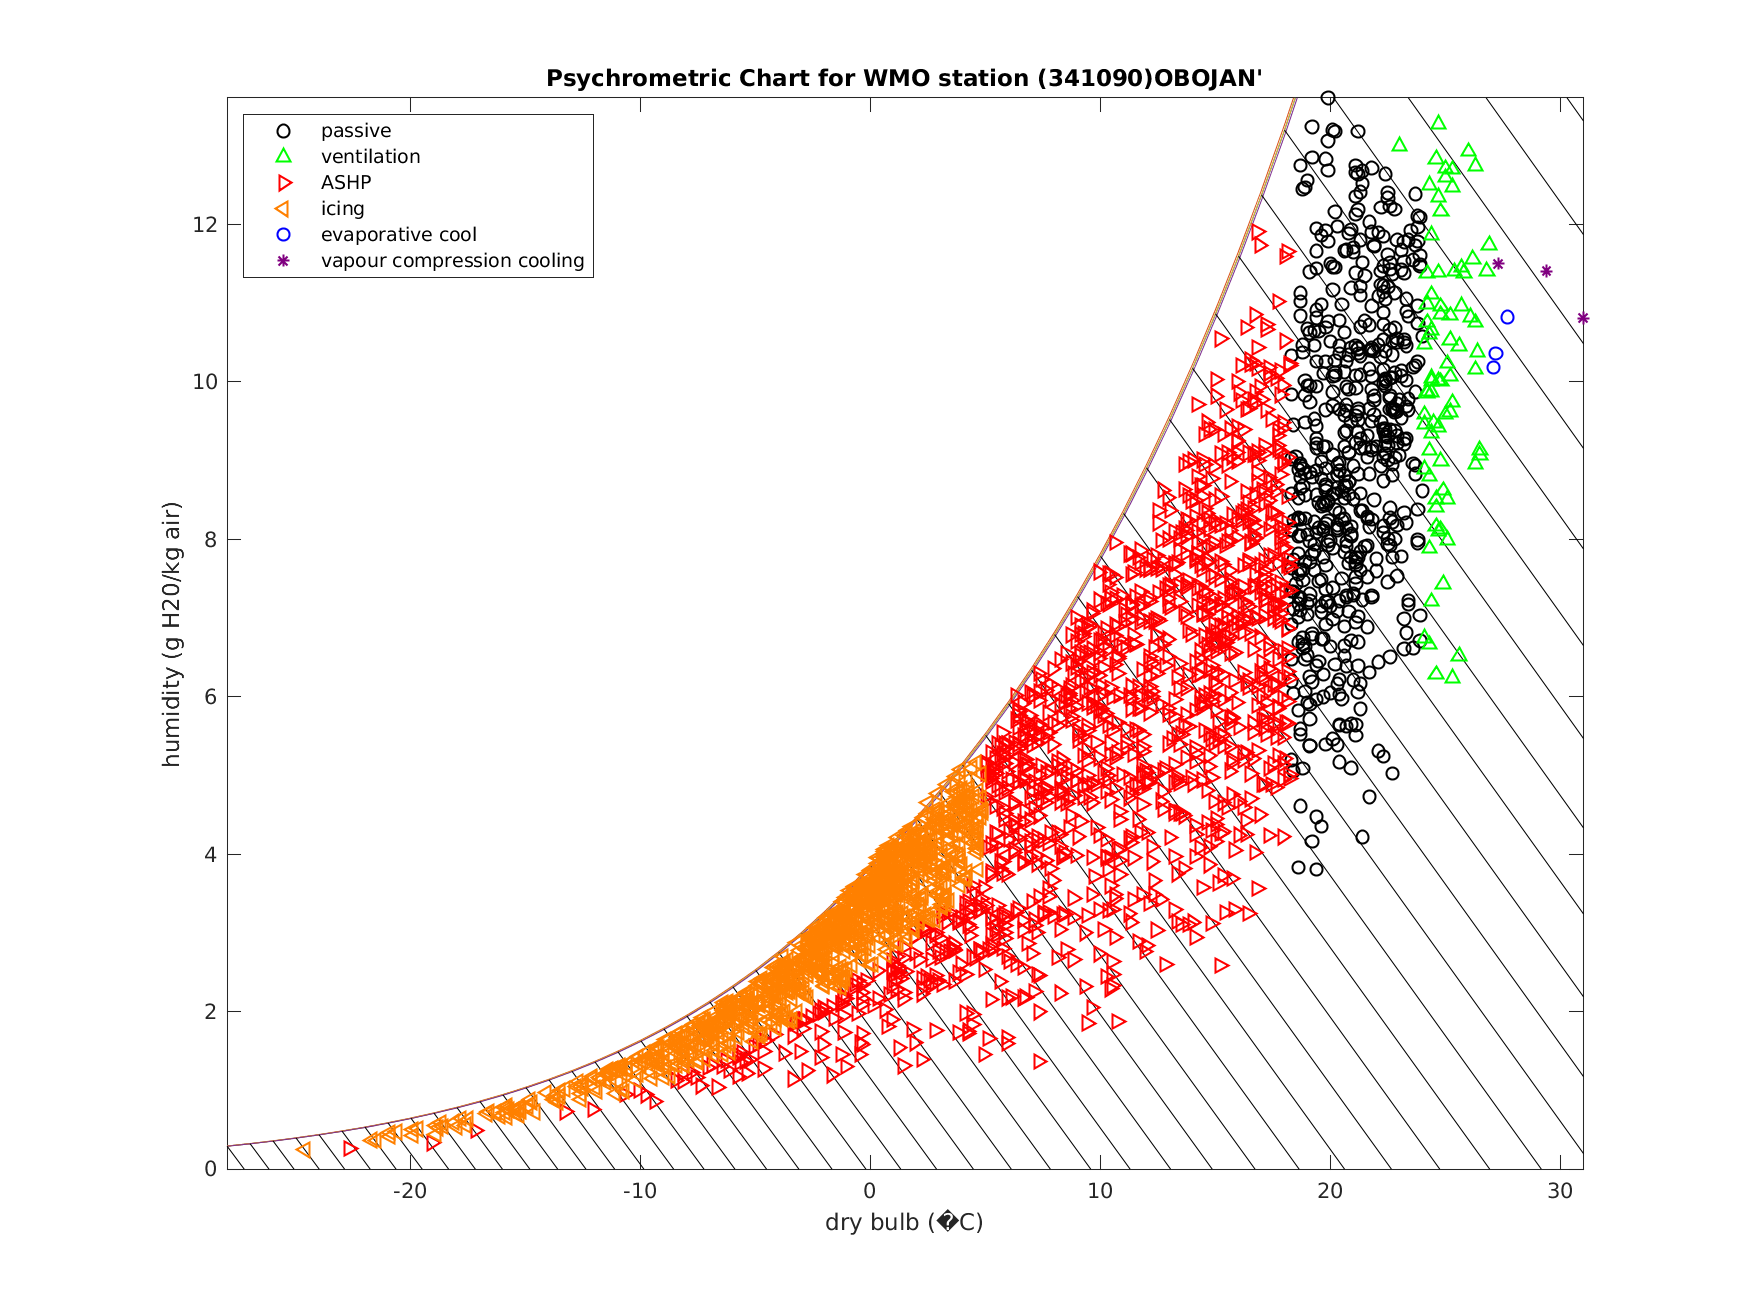 Psychrometric Chart for WMO station (341090)OBOJAN'
passive
ventilation
ASHP
icing
evaporative cool
vapour compression cooling
humidity (g H20/kg air)
12
10
8
6
4
2
0
-20
-10
0
10
20
30
dry bulb (�C)